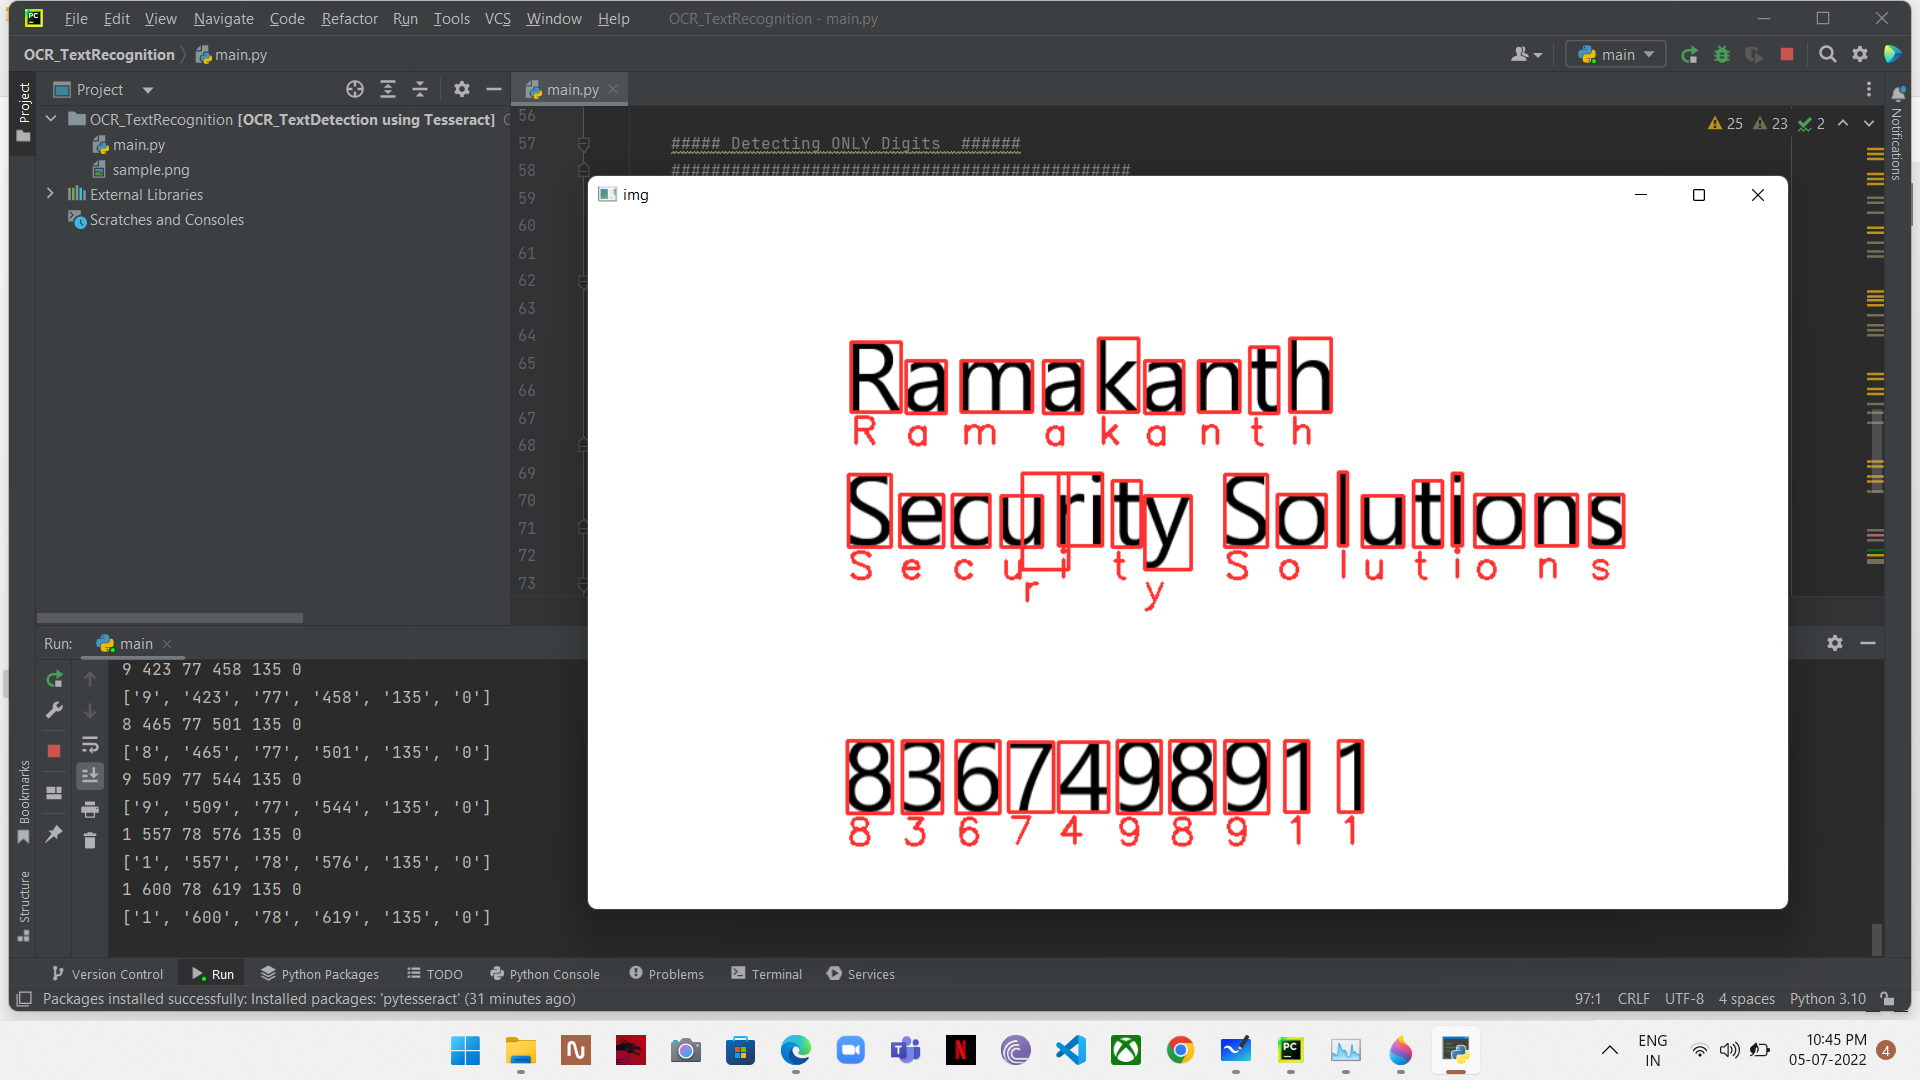 File Edit View Navigate Code Refactor Run Tools VCS Window Help OCR_TextRecognition - main.py
OCR_TextRecognition main.py
main
Project
Project
main.py
OCR_TextRecognition [OCR_TextDetection using Tesseract]
main.py
sample.png
External Libraries
Scratches and Consoles
56
57 ##### Detecting ONLY Digits ######
58 ##############################################
59
60
61
62
63
64
65
66
67
68
69
70
71
72
73
25 23 2
Notifications
img
Ramakanth
R a m a k a n t h
Security Solutions
S e c u i t S o l u t i o n s
r y
8367498911
8 3 6 7 4 9 8 9 1 1
Run: main
9 423 77 458 135 0
['9', '423', '77', '458', '135', '0']
8 465 77 501 135 0
['8', '465', '77', '501', '135', '0']
9 509 77 544 135 0
['9', '509', '77', '544', '135', '0']
1 557 78 576 135 0
['1', '557', '78', '576', '135', '0']
1 600 78 619 135 0
['1', '600', '78', '619', '135', '0']
Bookmarks
Structure
Version Control Run Python Packages TODO Python Console Problems Terminal Services
Packages installed successfully: Installed packages: 'pytesseract' (31 minutes ago) 97:1 CRLF UTF-8 4 spaces Python 3.10
ENG
IN
10:45 PM
05-07-2022
4